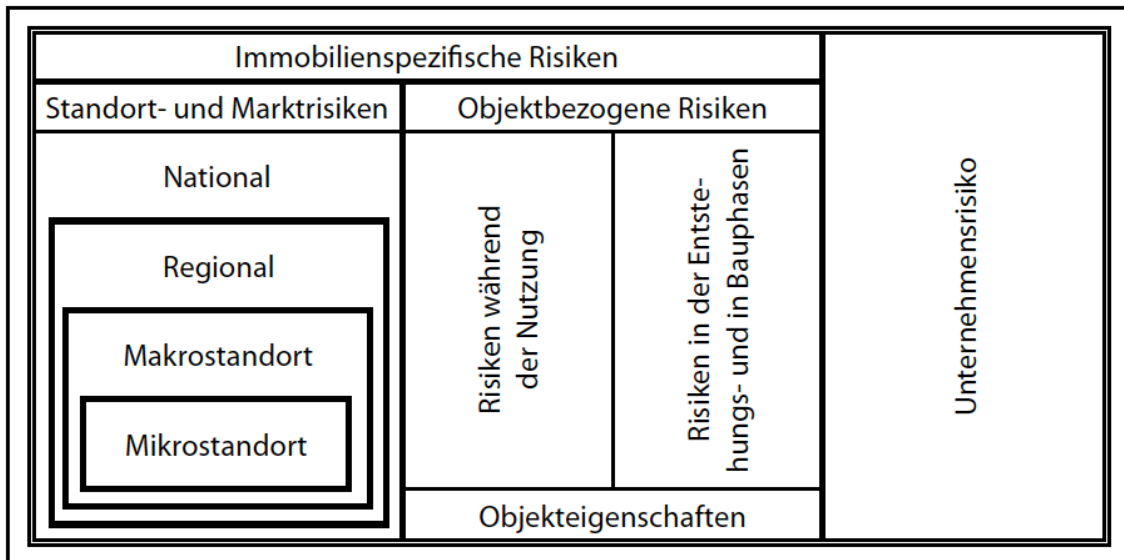 Immobilienspezifische Risiken
Standort- und Marktrisiken
Objektbezogene Risiken
National
Regional
Makrostandort
Mikrostandort
Risiken während
der Nutzung
Risiken in der Entste-
hungs- und in Bauphasen
Objekteigenschaften
Unternehmensrisiko